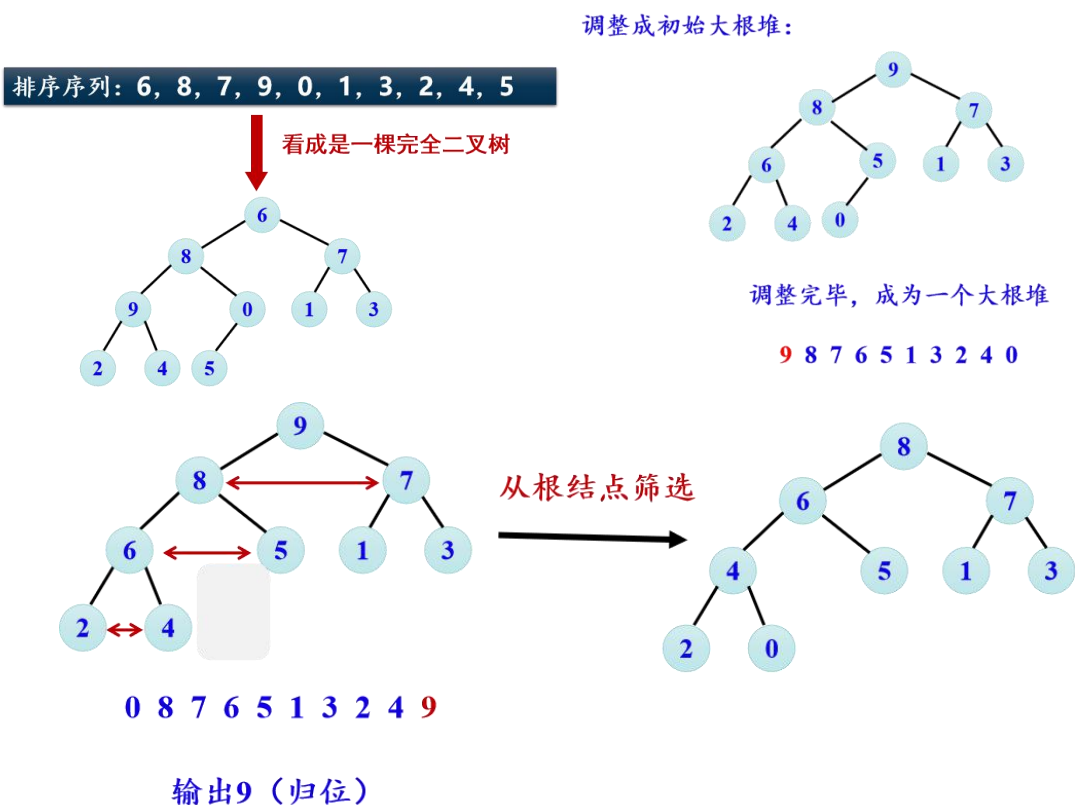 调整成初始大根堆：
排序序列：6，8，7，9，0，1，3，2，4，5
看成是一棵完全二叉树
6
8 7
9 0 1 3
2 4 5
9
8 7
6 5 1 3
2 4 0
调整完毕，成为一个大根堆
9 8 7 6 5 1 3 2 4 0
9
8 7
6 5 1 3
2 4
从根结点筛选
8
6 7
4 5 1 3
2 0
0 8 7 6 5 1 3 2 4 9
输出9（归位）